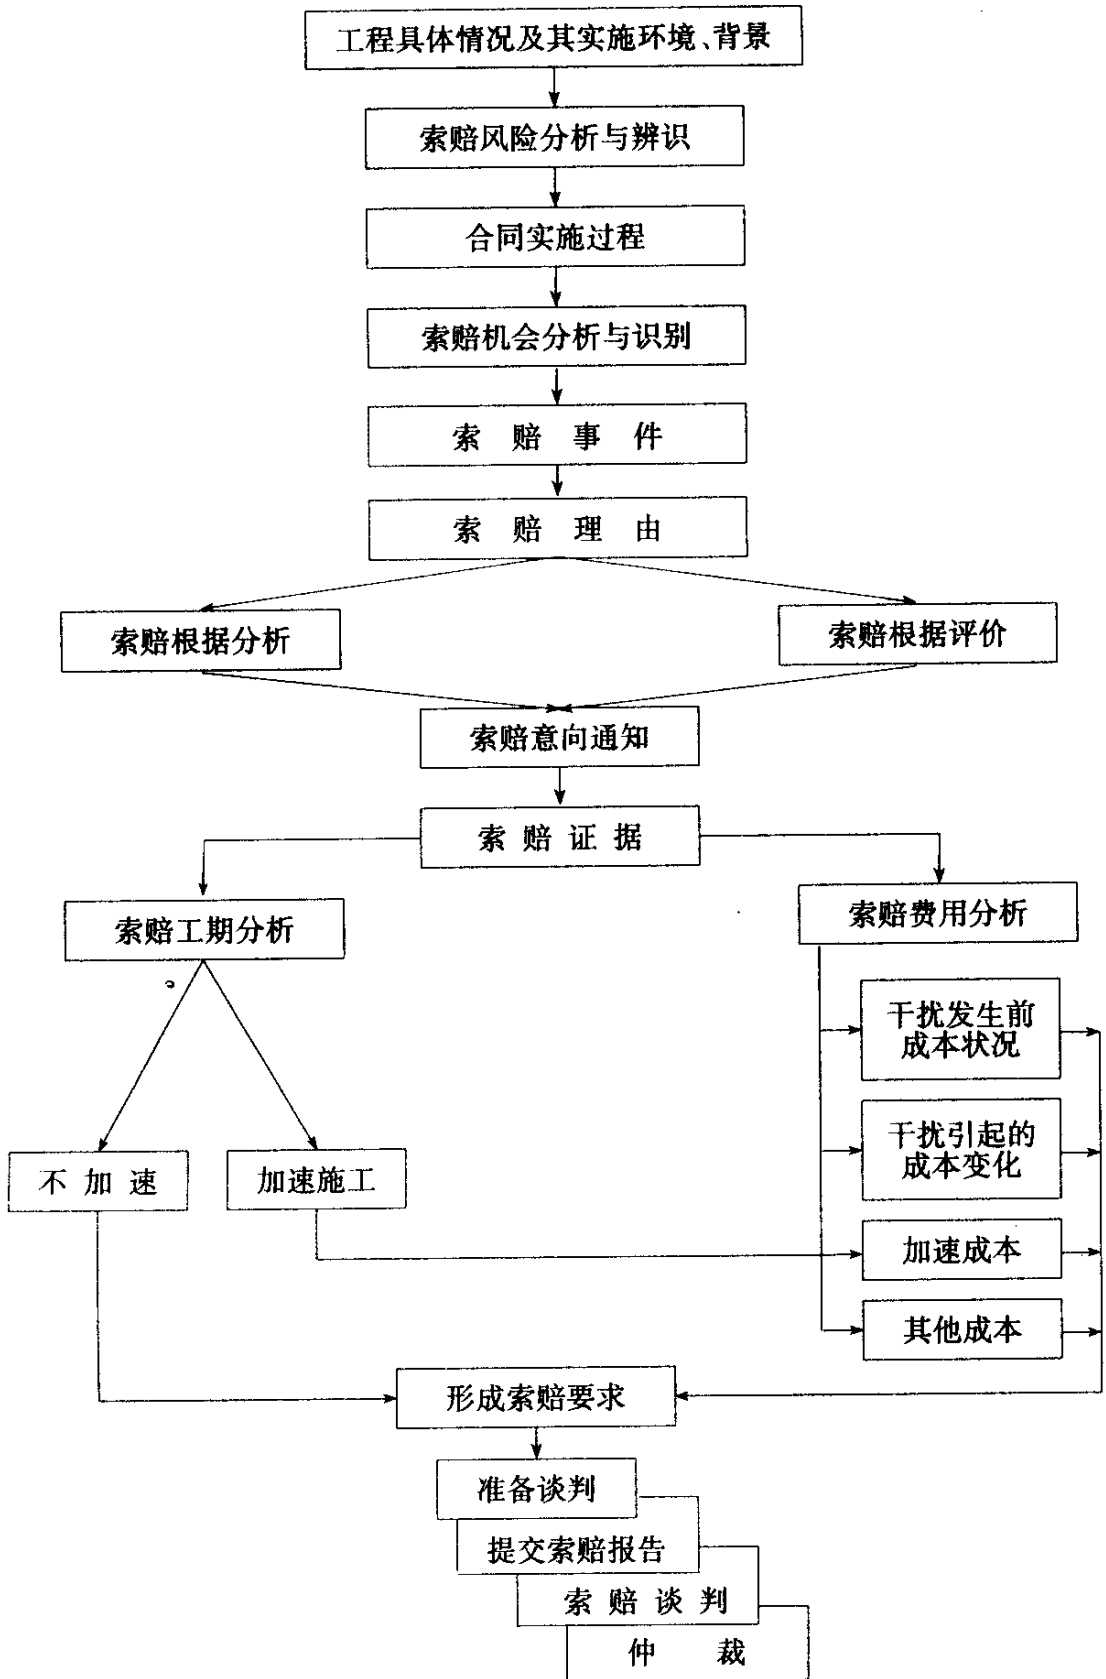 工程具体情况及其实施环境、背景
索赔风险分析与辨识
合同实施过程
索赔机会分析与识别
索赔事件
索赔理由
索赔根据分析
索赔根据评价
索赔意向通知
索赔证据
索赔工期分析
索赔费用分析
干扰发生前
成本状况
干扰引起的
成本变化
不加速
加速施工
加速成本
其他成本
形成索赔要求
准备谈判
提交索赔报告
索赔谈判
仲裁